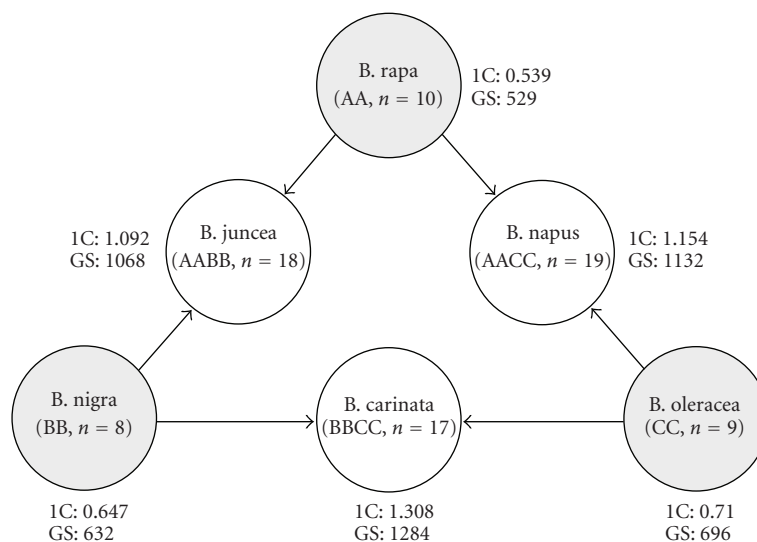 B. rapa
(AA, n = 10)
1C: 0.539
GS: 529
B. juncea
(AABB, n = 18)
1C: 1.092
GS: 1068
B. napus
(AACC, n = 19)
1C: 1.154
GS: 1132
B. nigra
(BB, n = 8)
1C: 0.647
GS: 632
B. carinata
(BBCC, n = 17)
1C: 1.308
GS: 1284
B. oleracea
(CC, n = 9)
1C: 0.71
GS: 696